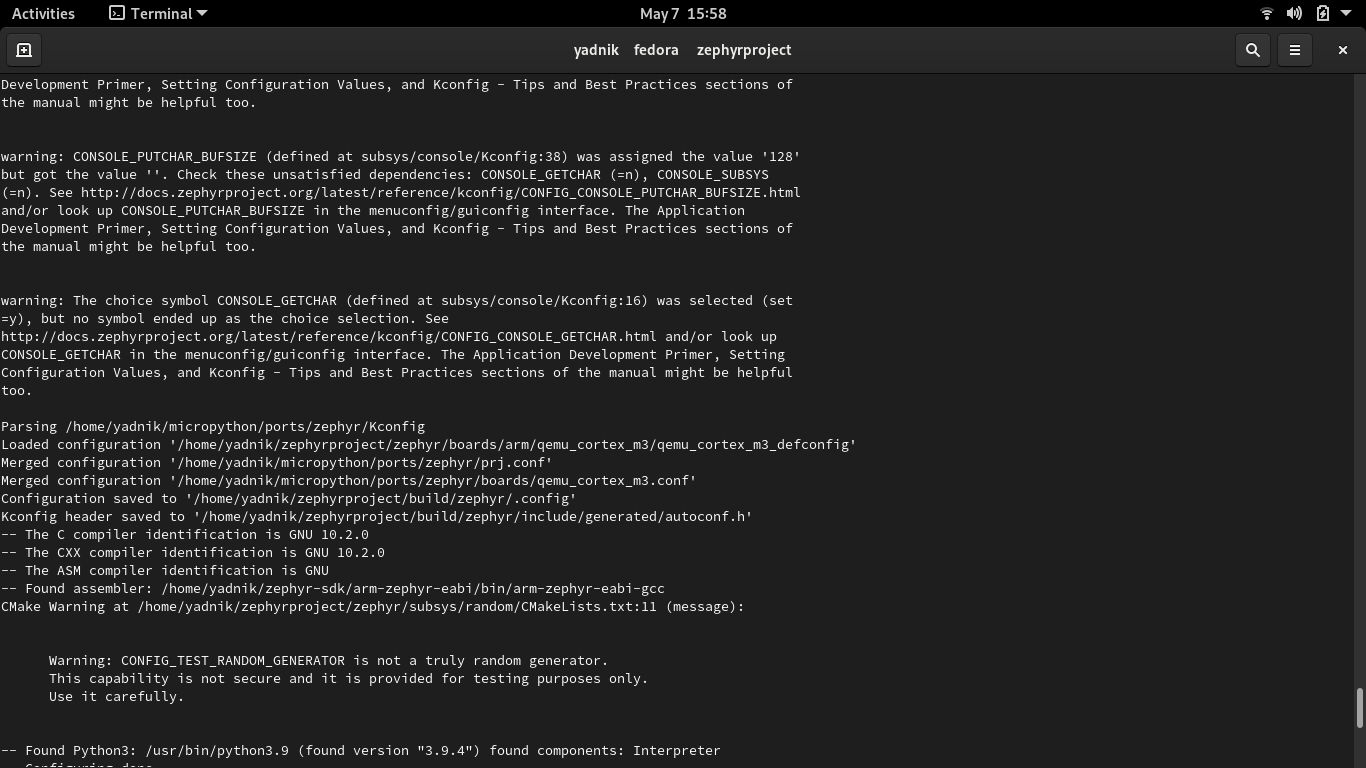 Activities Terminal May 7 15:58
yadnik fedora zephyrproject
Development Primer, Setting Configuration Values, and Kconfig - Tips and Best Practices sections of
the manual might be helpful too.
warning: CONSOLE_PUTCHAR_BUFSIZE (defined at subsys/console/Kconfig:38) was assigned the value '128'
but got the value ''. Check these unsatisfied dependencies: CONSOLE_GETCHAR (=n), CONSOLE_SUBSYS
(=n). See http://docs.zephyrproject.org/latest/reference/kconfig/CONFIG_CONSOLE_PUTCHAR_BUFSIZE.html
and/or look up CONSOLE_PUTCHAR_BUFSIZE in the menuconfig/guiconfig interface. The Application
Development Primer, Setting Configuration Values, and Kconfig - Tips and Best Practices sections of
the manual might be helpful too.
warning: The choice symbol CONSOLE_GETCHAR (defined at subsys/console/Kconfig:16) was selected (set
=y), but no symbol ended up as the choice selection. See
http://docs.zephyrproject.org/latest/reference/kconfig/CONFIG_CONSOLE_GETCHAR.html and/or look up
CONSOLE_GETCHAR in the menuconfig/guiconfig interface. The Application Development Primer, Setting
Configuration Values, and Kconfig - Tips and Best Practices sections of the manual might be helpful
too.
Parsing /home/yadnik/micropython/ports/zephyr/Kconfig
Loaded configuration '/home/yadnik/zephyrproject/zephyr/boards/arm/qemu_cortex_m3/qemu_cortex_m3_defconfig'
Merged configuration '/home/yadnik/micropython/ports/zephyr/prj.conf'
Merged configuration '/home/yadnik/micropython/ports/zephyr/boards/qemu_cortex_m3.conf'
Configuration saved to '/home/yadnik/zephyrproject/build/zephyr/.config'
Kconfig header saved to '/home/yadnik/zephyrproject/build/zephyr/include/generated/autoconf.h'
-- The C compiler identification is GNU 10.2.0
-- The CXX compiler identification is GNU 10.2.0
-- The ASM compiler identification is GNU
-- Found assembler: /home/yadnik/zephyr-sdk/arm-zephyr-eabi/bin/arm-zephyr-eabi-gcc
CMake Warning at /home/yadnik/zephyrproject/zephyr/subsys/random/CMakeLists.txt:11 (message):
Warning: CONFIG_TEST_RANDOM_GENERATOR is not a truly random generator.
This capability is not secure and it is provided for testing purposes only.
Use it carefully.
-- Found Python3: /usr/bin/python3.9 (found version "3.9.4") found components: Interpreter